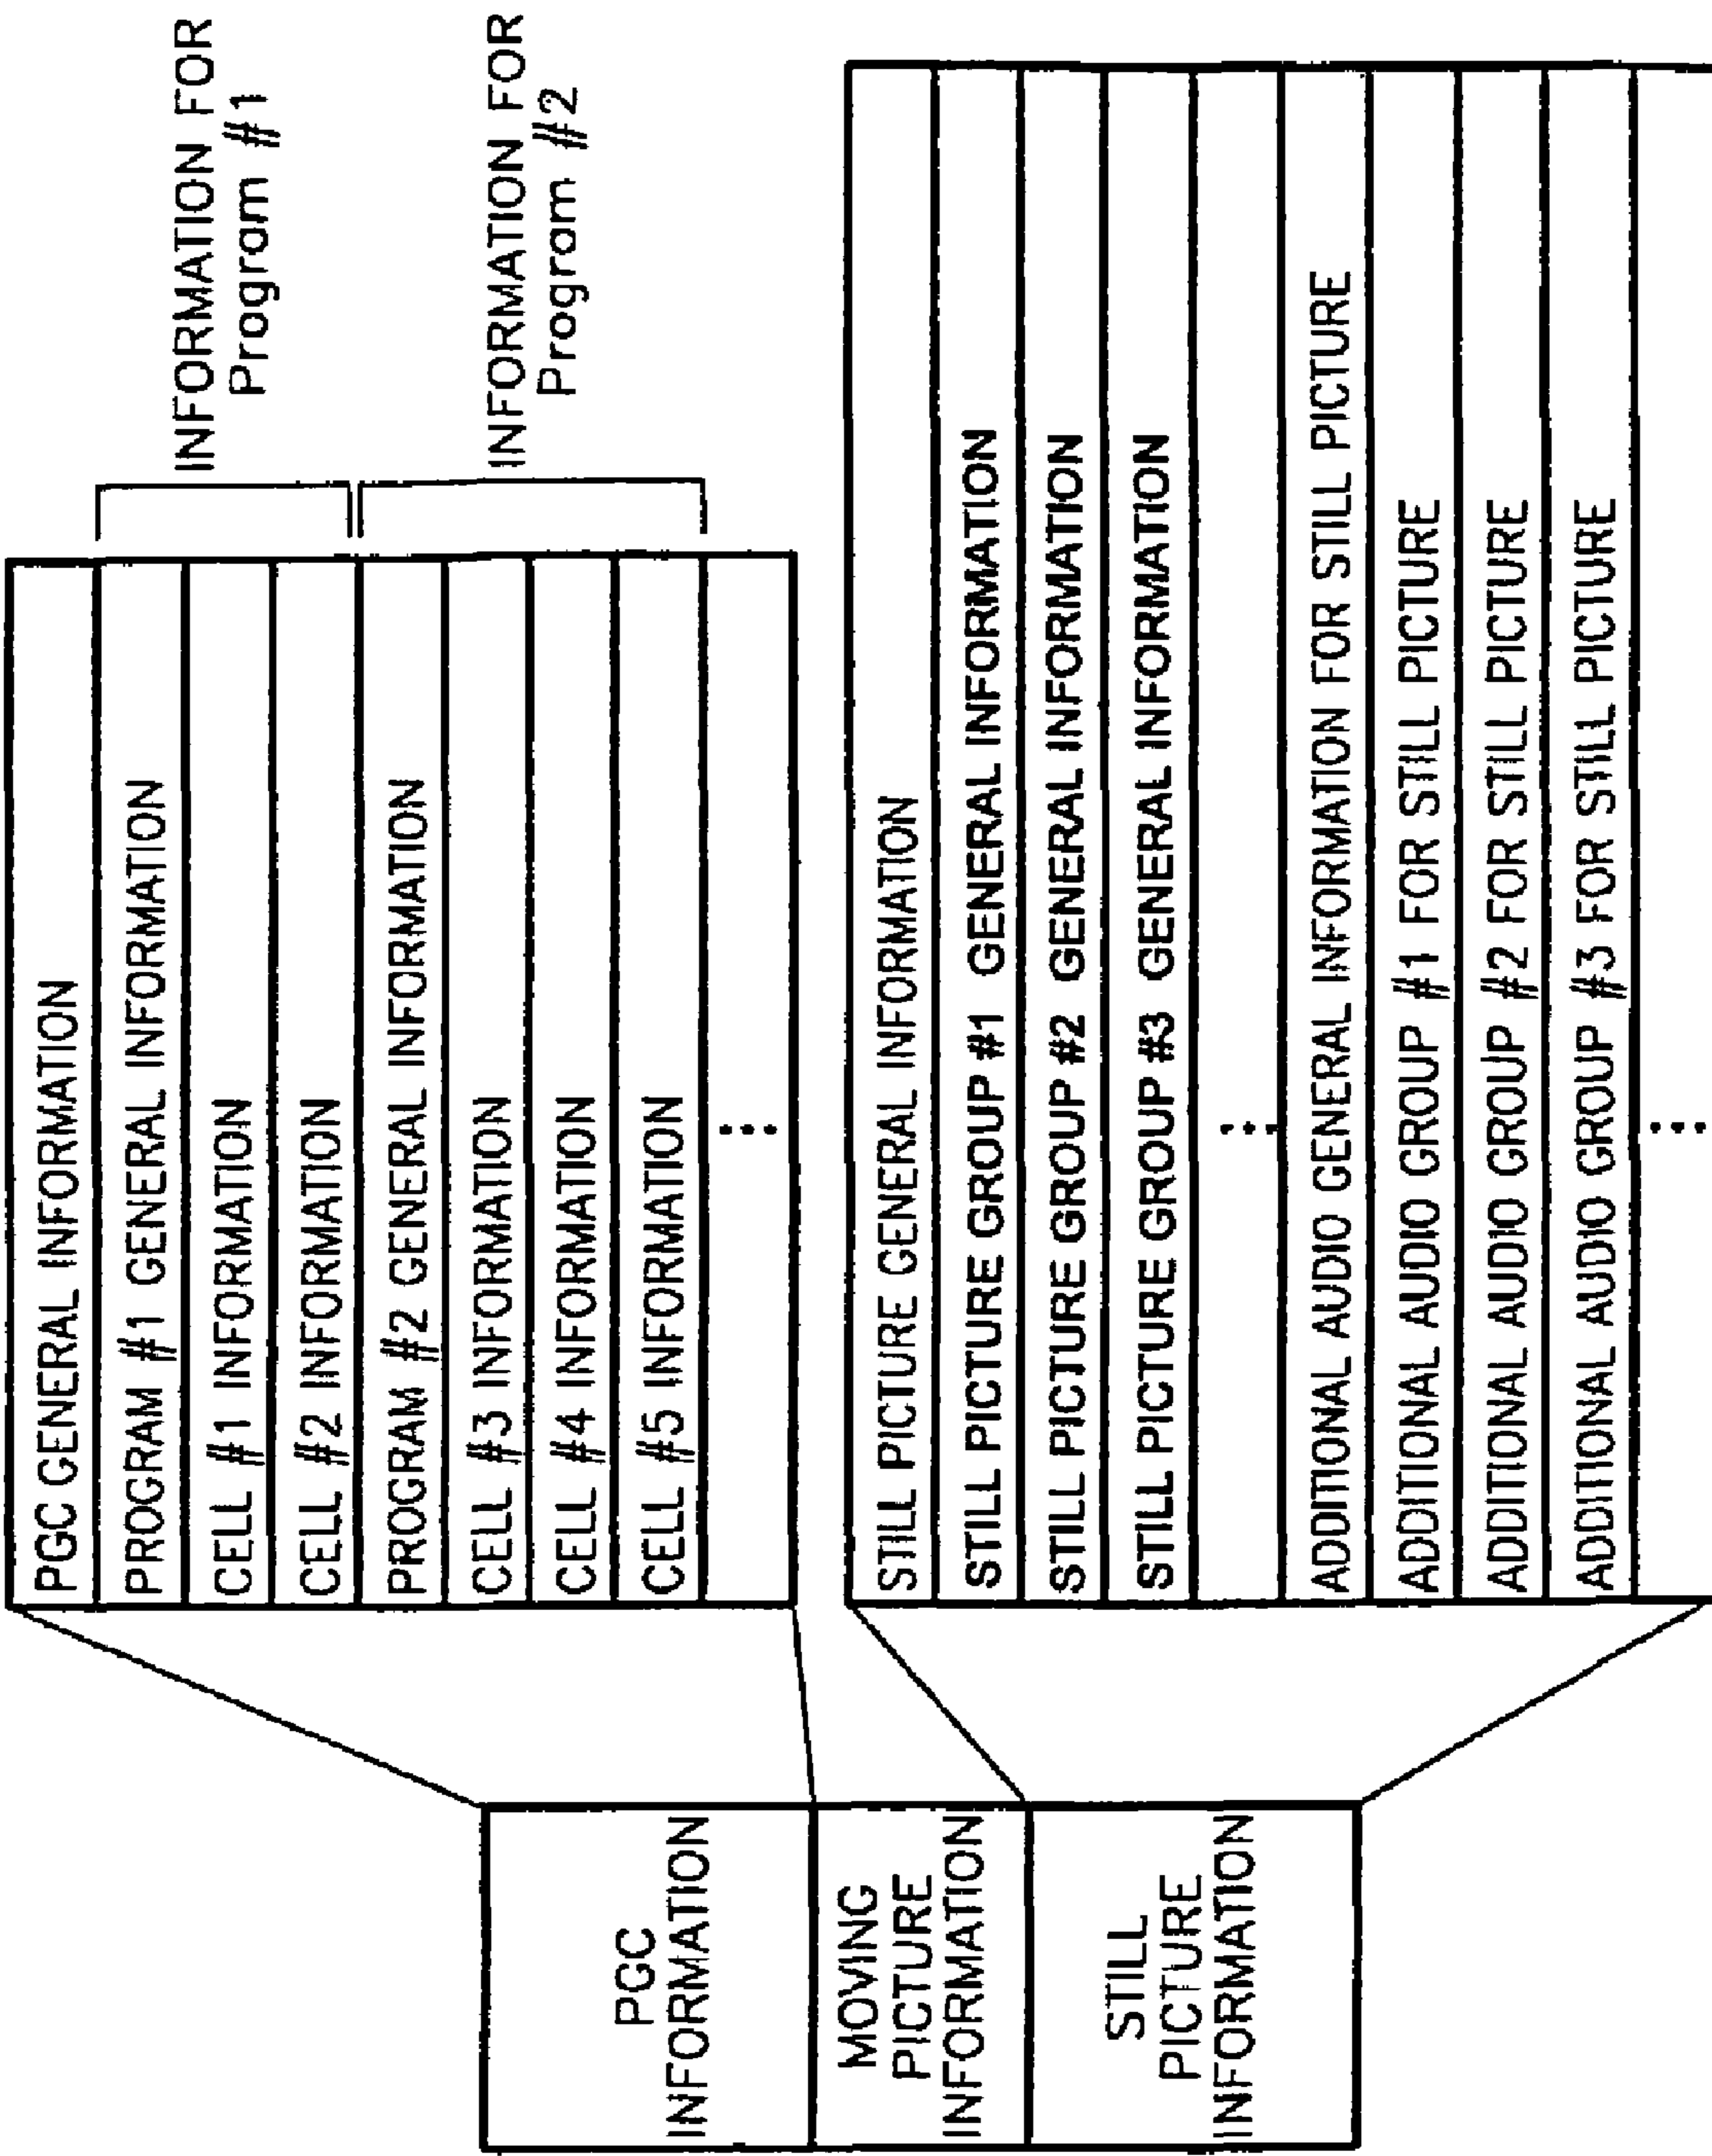 PGC
INFORMATION
MOVING
PICTURE
INFORMATION
STILL
PICTURE
INFORMATION
PGC GENERAL INFORMATION
PROGRAM #1 GENERAL INFORMATION
CELL #1 INFORMATION
CELL #2 INFORMATION
PROGRAM #2 GENERAL INFORMATION
CELL #3 INFORMATION
CELL #4 INFORMATION
CELL #5 INFORMATION
⋮
INFORMATION FOR
Program #1
INFORMATION FOR
Program #2
STILL PICTURE GENERAL INFORMATION
STILL PICTURE GROUP #1 GENERAL INFORMATION
STILL PICTURE GROUP #2 GENERAL INFORMATION
STILL PICTURE GROUP #3 GENERAL INFORMATION
⋮
ADDITIONAL AUDIO GENERAL INFORMATION FOR STILL PICTURE
ADDITIONAL AUDIO GROUP #1 FOR STILL PICTURE
ADDITIONAL AUDIO GROUP #2 FOR STILL PICTURE
ADDITIONAL AUDIO GROUP #3 FOR STILL PICTURE
⋮